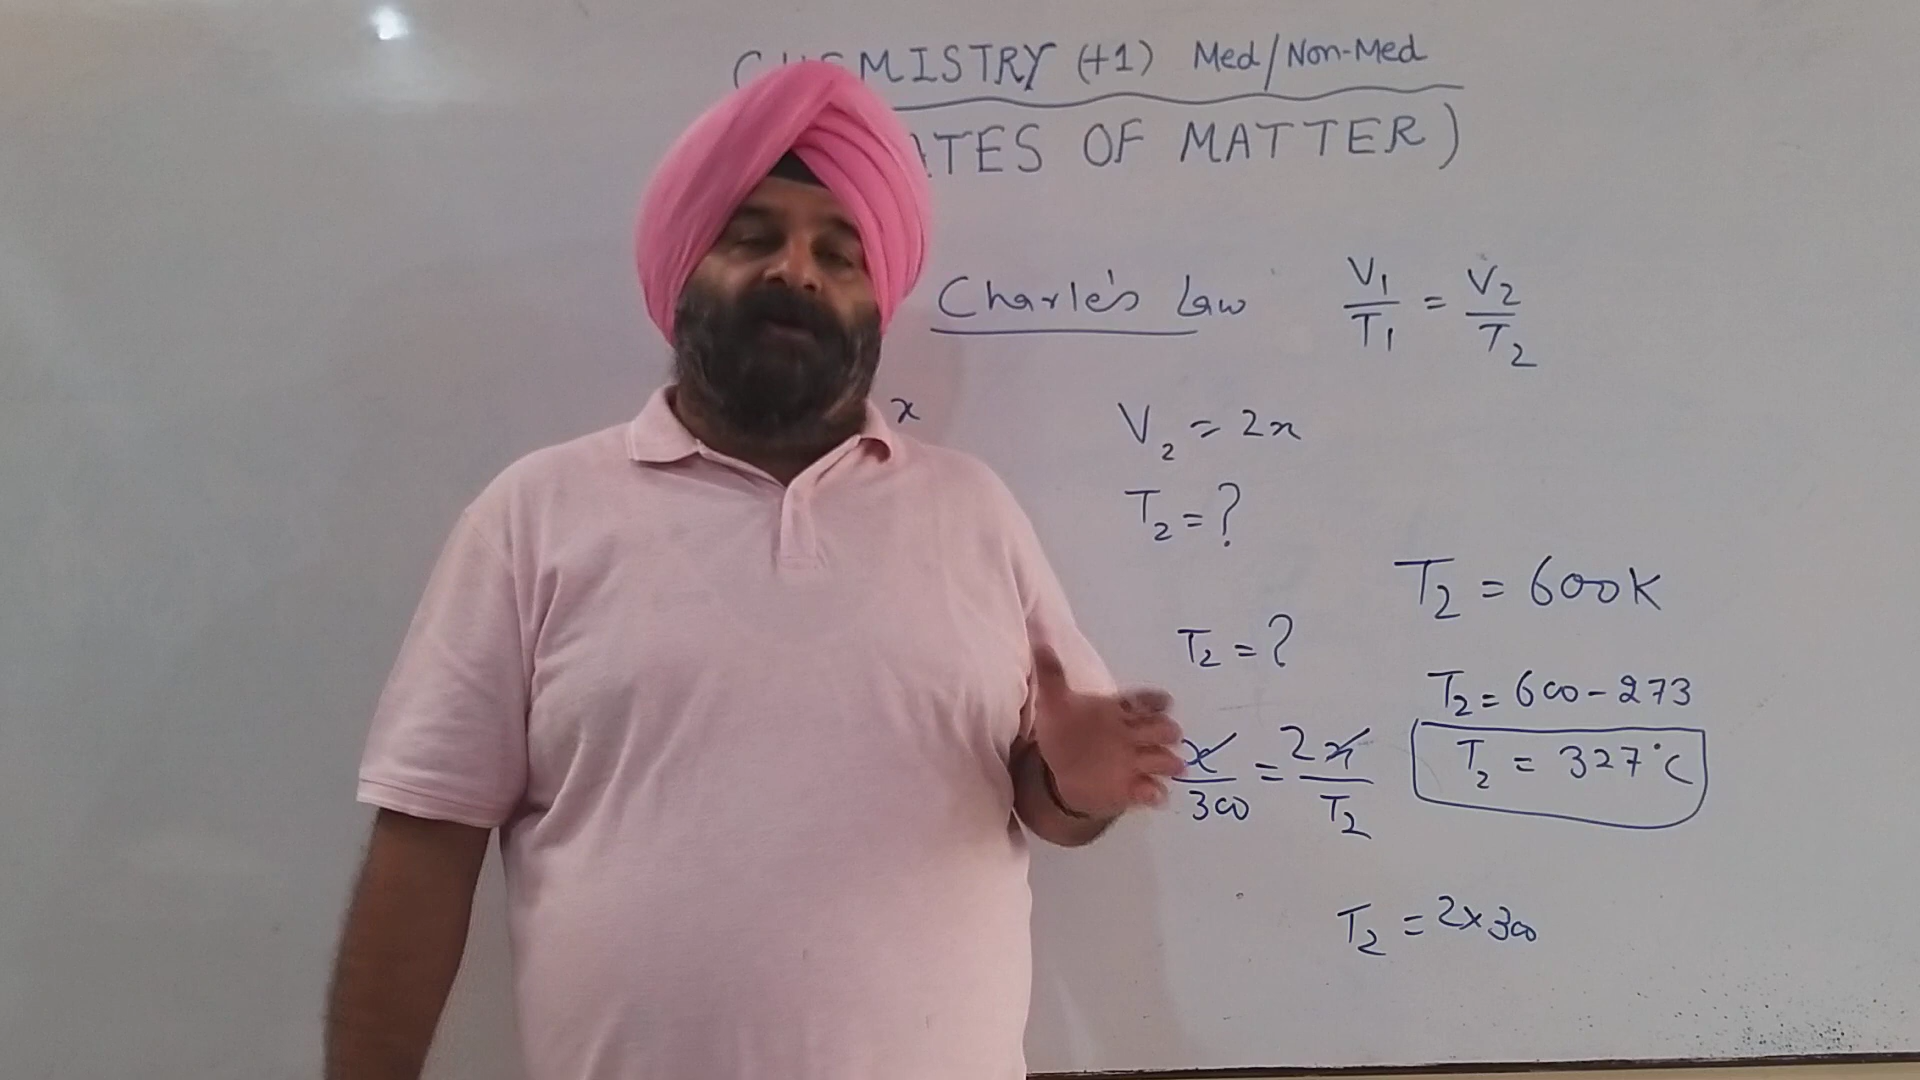 MISTRY (+1) Med/Non-Med
ATES OF MATTER)
Charle's Law V1/T1 = V2/T2
x V2 = 2x
T2 = ?
T2 = 600K
T2 = ?
T2 = 600 - 273
x/300 = 2x/T2
T2 = 327°C
T2 = 2x300